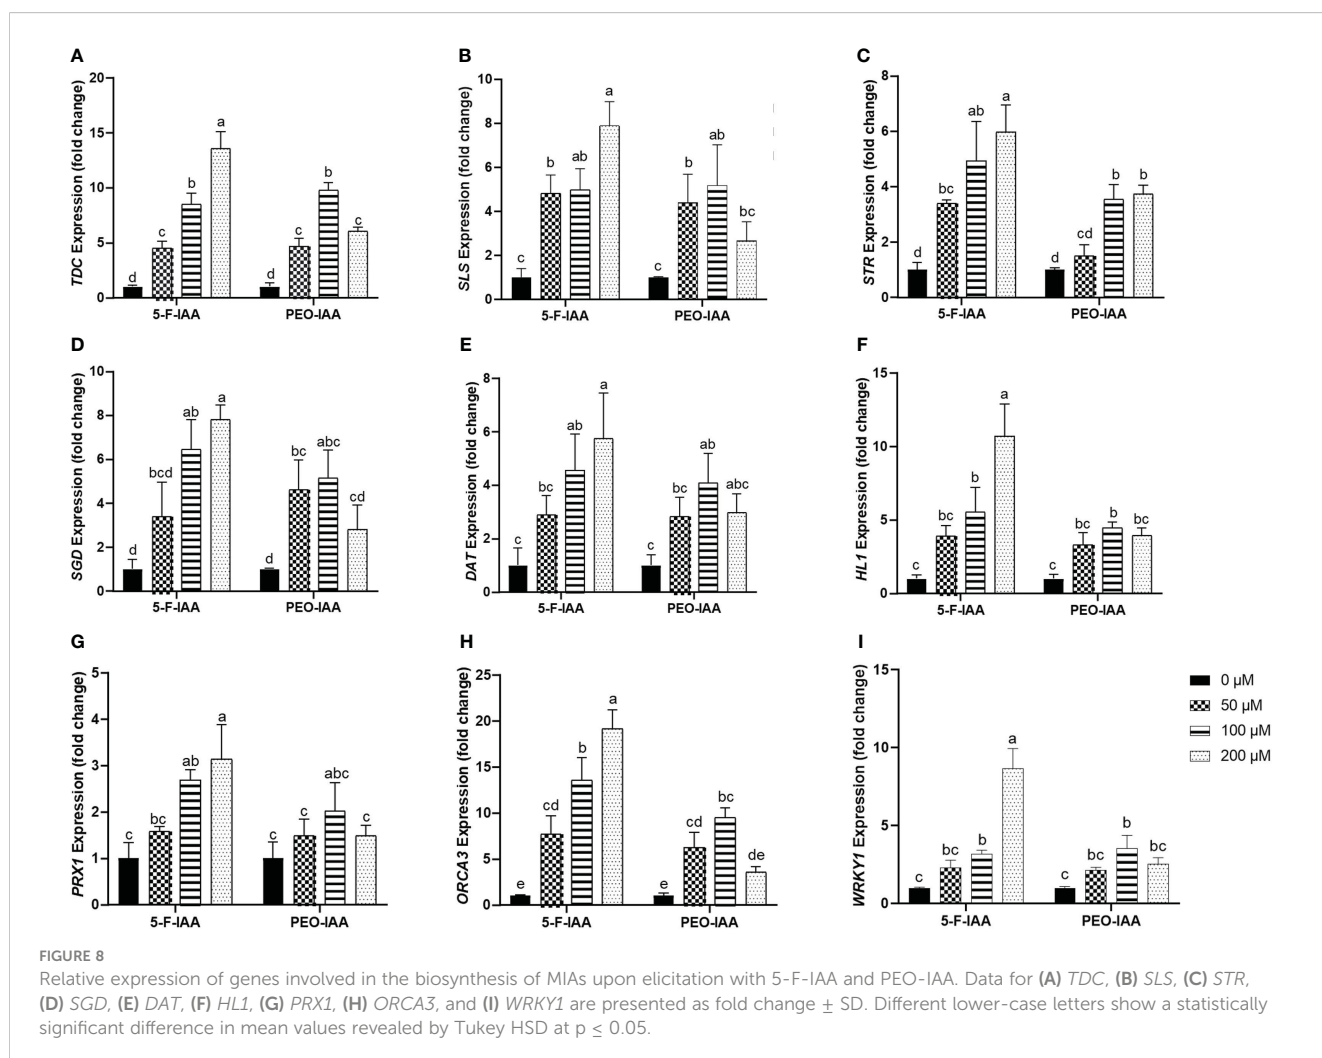 A
TDC Expression (fold change)
20
15
10
5
0
d
c
b
a
d
c
b
c
5-F-IAA
PEO-IAA
B
SLS Expression (fold change)
10
8
6
4
2
0
c
b
ab
a
c
b
ab
bc
5-F-IAA
PEO-IAA
C
STR Expression (fold change)
8
6
4
2
0
d
bc
ab
a
d
cd
b
b
5-F-IAA
PEO-IAA
D
SGD Expression (fold change)
10
8
6
4
2
0
d
bcd
ab
a
d
bc
abc
cd
5-F-IAA
PEO-IAA
E
DAT Expression (fold change)
8
6
4
2
0
c
bc
ab
a
c
bc
ab
abc
5-F-IAA
PEO-IAA
F
HL1 Expression (fold change)
15
10
5
0
c
bc
b
a
c
bc
b
bc
5-F-IAA
PEO-IAA
G
PRX1 Expression (fold change)
5
4
3
2
1
0
c
bc
ab
a
c
c
abc
c
5-F-IAA
PEO-IAA
H
ORCA3 Expression (fold change)
25
20
15
10
5
0
e
cd
b
a
e
cd
bc
de
5-F-IAA
PEO-IAA
I
WRKY1 Expression (fold change)
15
10
5
0
c
bc
b
a
c
bc
b
bc
5-F-IAA
PEO-IAA
0 μM
50 μM
100 μM
200 μM
FIGURE 8
Relative expression of genes involved in the biosynthesis of MIAs upon elicitation with 5-F-IAA and PEO-IAA. Data for (A) TDC, (B) SLS, (C) STR,
(D) SGD, (E) DAT, (F) HL1, (G) PRX1, (H) ORCA3, and (I) WRKY1 are presented as fold change ± SD. Different lower-case letters show a statistically
significant difference in mean values revealed by Tukey HSD at p ≤ 0.05.